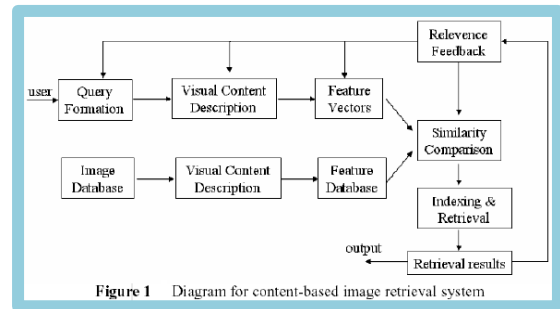 Relevence
Feedback
user
Query
Formation
Visual Content
Description
Feature
Vectors
Similarity
Comparison
Image
Database
Visual Content
Description
Feature
Database
Indexing &
Retrieval
output
Retrieval results
Figure 1 Diagram for content-based image retrieval system